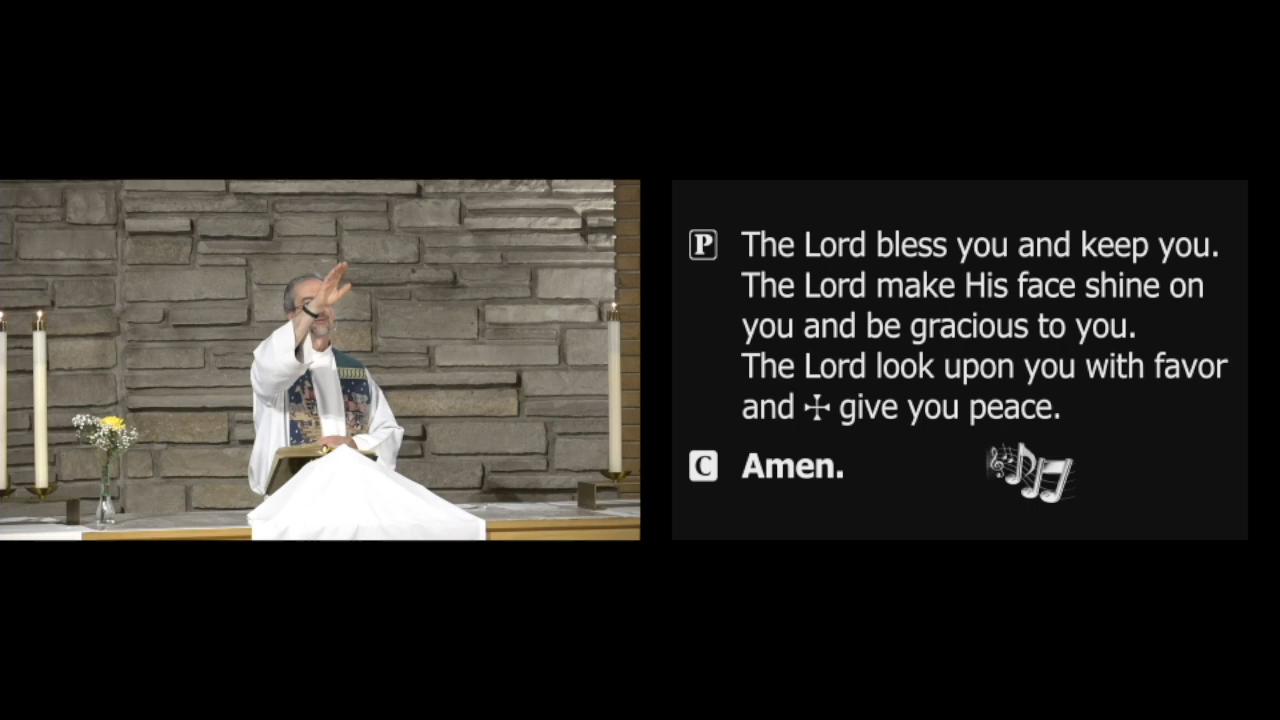 P The Lord bless you and keep you.
The Lord make His face shine on
you and be gracious to you.
The Lord look upon you with favor
and ☩ give you peace.
C Amen.